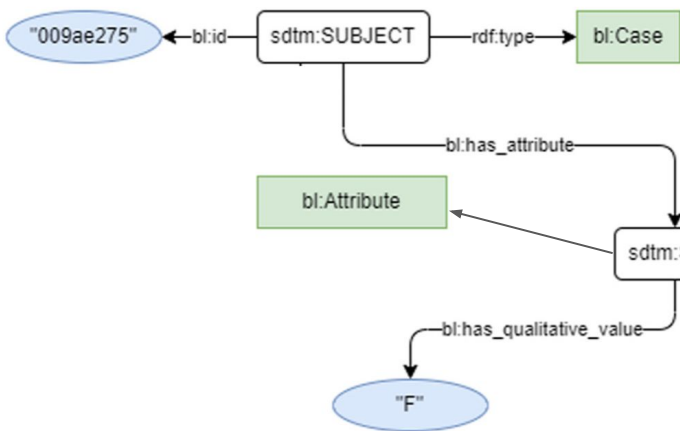 "009ae275"
bl:id
sdtm:SUBJECT
rdf:type
bl:Case
bl:has_attribute
bl:Attribute
sdtm:
bl:has_qualitative_value
"F"